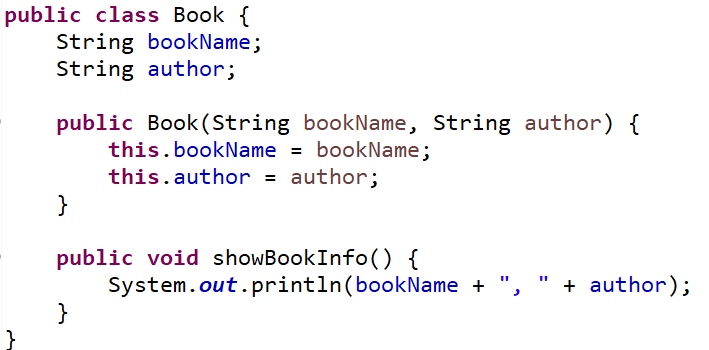 public class Book {
    String bookName;
    String author;

    public Book(String bookName, String author) {
        this.bookName = bookName;
        this.author = author;
    }

    public void showBookInfo() {
        System.out.println(bookName + ", " + author);
    }
}